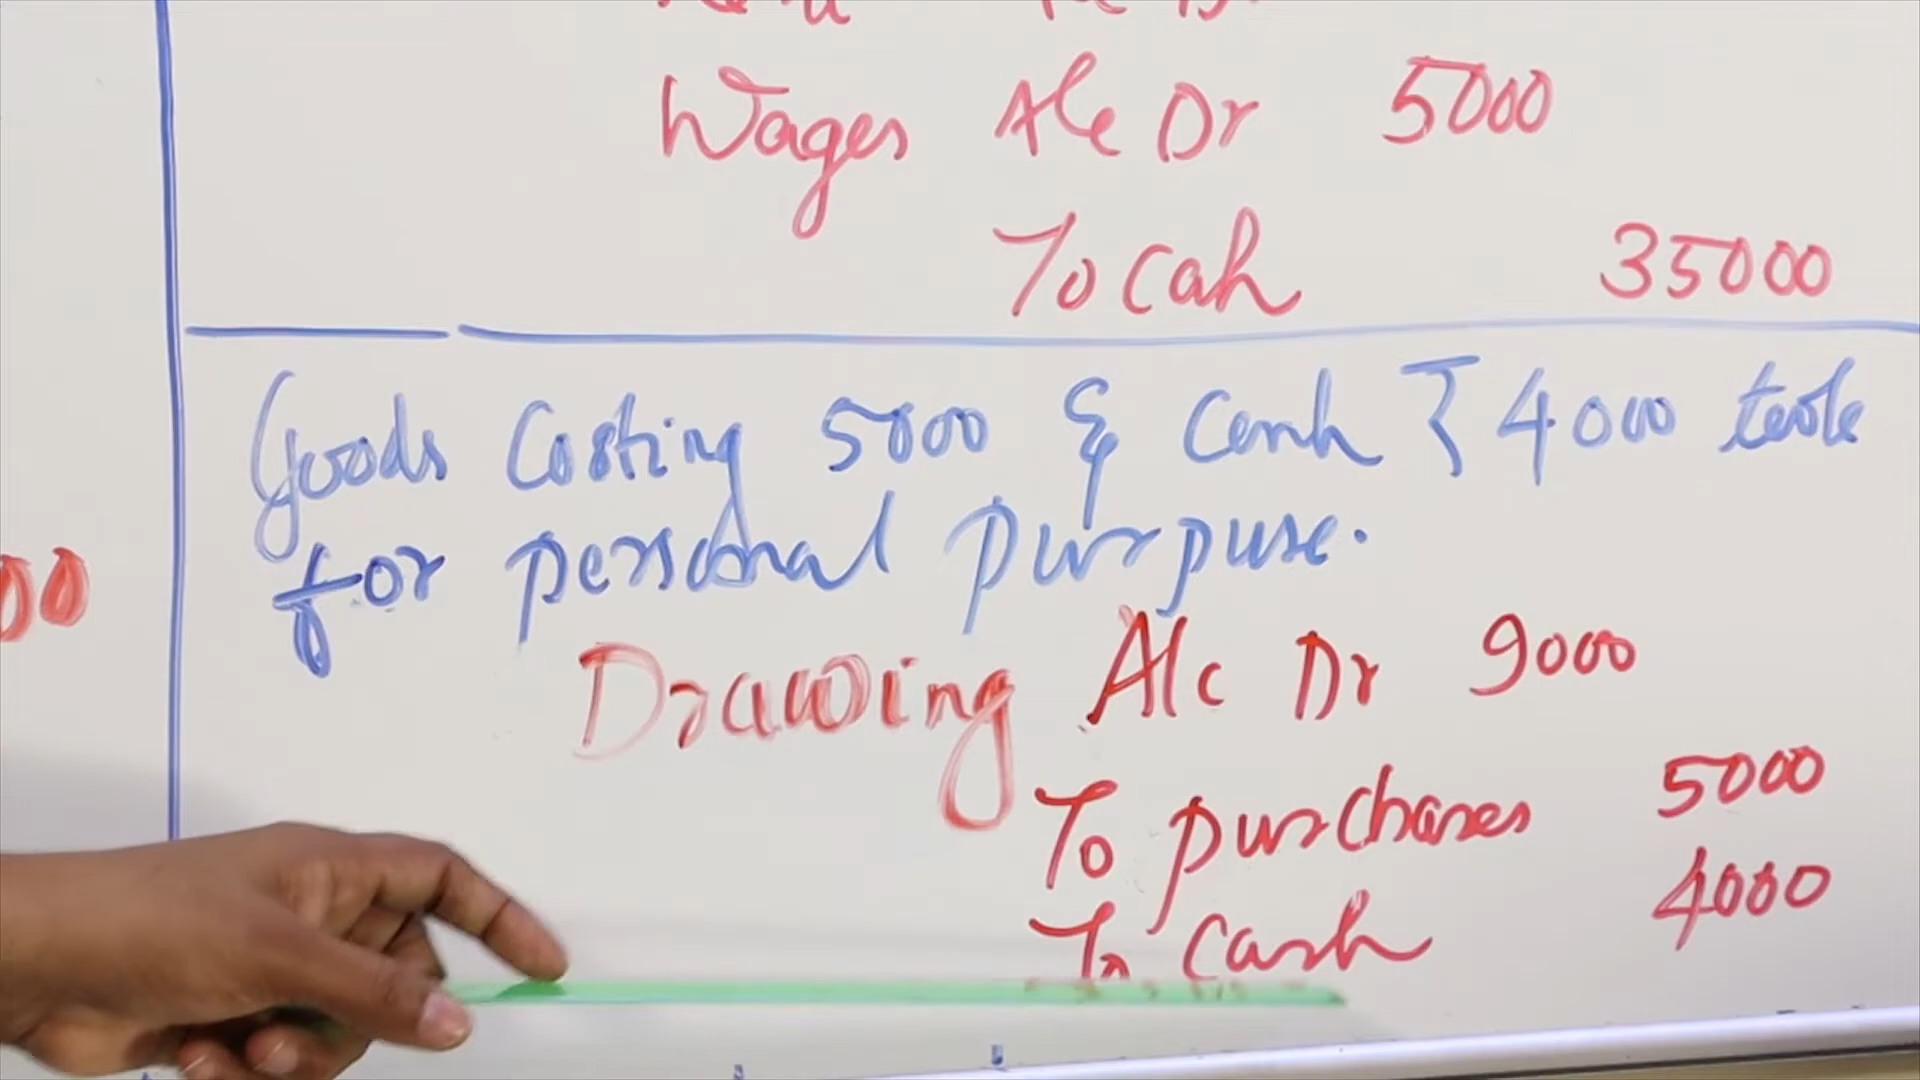 Wages A/c Dr 5000
To Cah 35000
Goods Costing 5000 & Cash ₹ 4000 took
for personal purpuse.
00
Drawing A/c Dr 9000
To purchases 5000
To Cash 4000